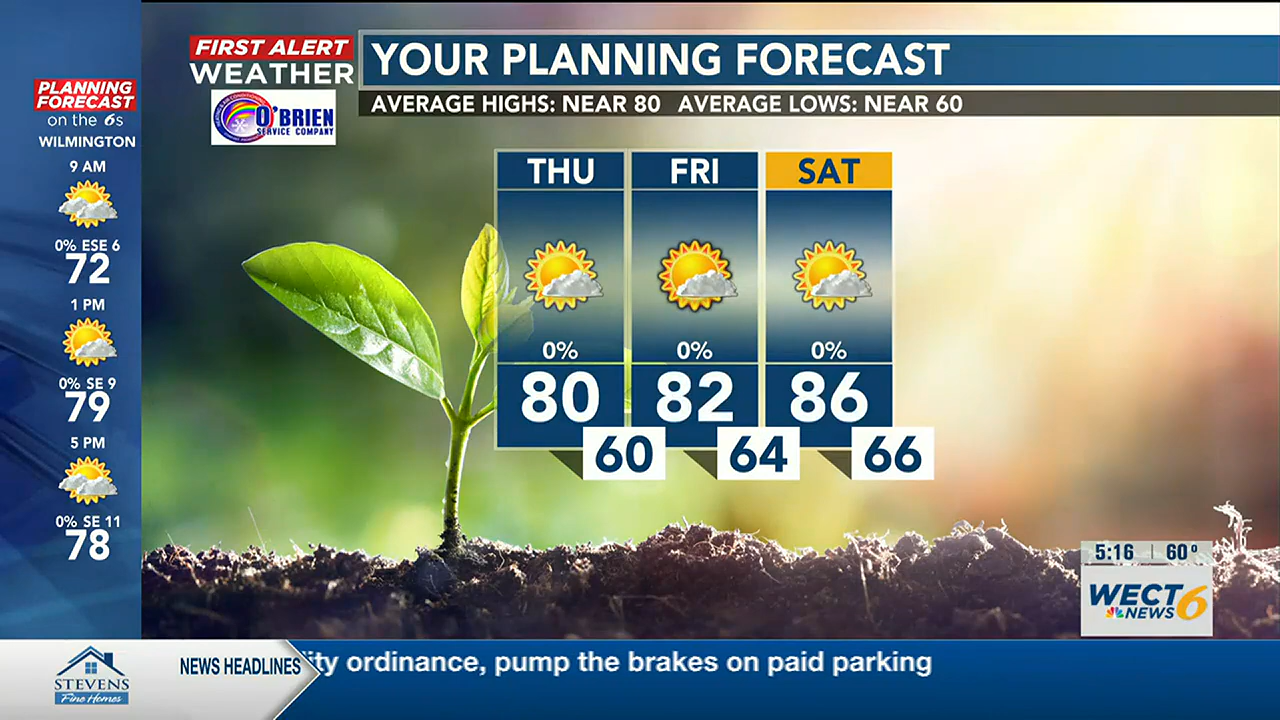 FIRST ALERT
WEATHER
O'BRIEN
SERVICE COMPANY
YOUR PLANNING FORECAST
AVERAGE HIGHS: NEAR 80 AVERAGE LOWS: NEAR 60
PLANNING
FORECAST
on the 6s
WILMINGTON
9 AM
0% ESE 6
72
1 PM
0% SE 9
79
5 PM
0% SE 11
78
THU FRI SAT
0% 0% 0%
80 82 86
60 64 66
5:16 60°
WECT 6
NEWS
STEVENS
Fine Homes
NEWS HEADLINES
ity ordinance, pump the brakes on paid parking